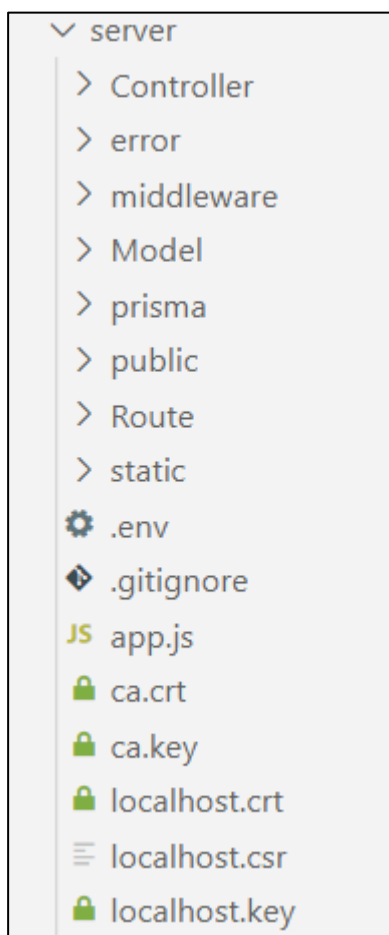 server
Controller
error
middleware
Model
prisma
public
Route
static
.env
.gitignore
JS app.js
ca.crt
ca.key
localhost.crt
localhost.csr
localhost.key